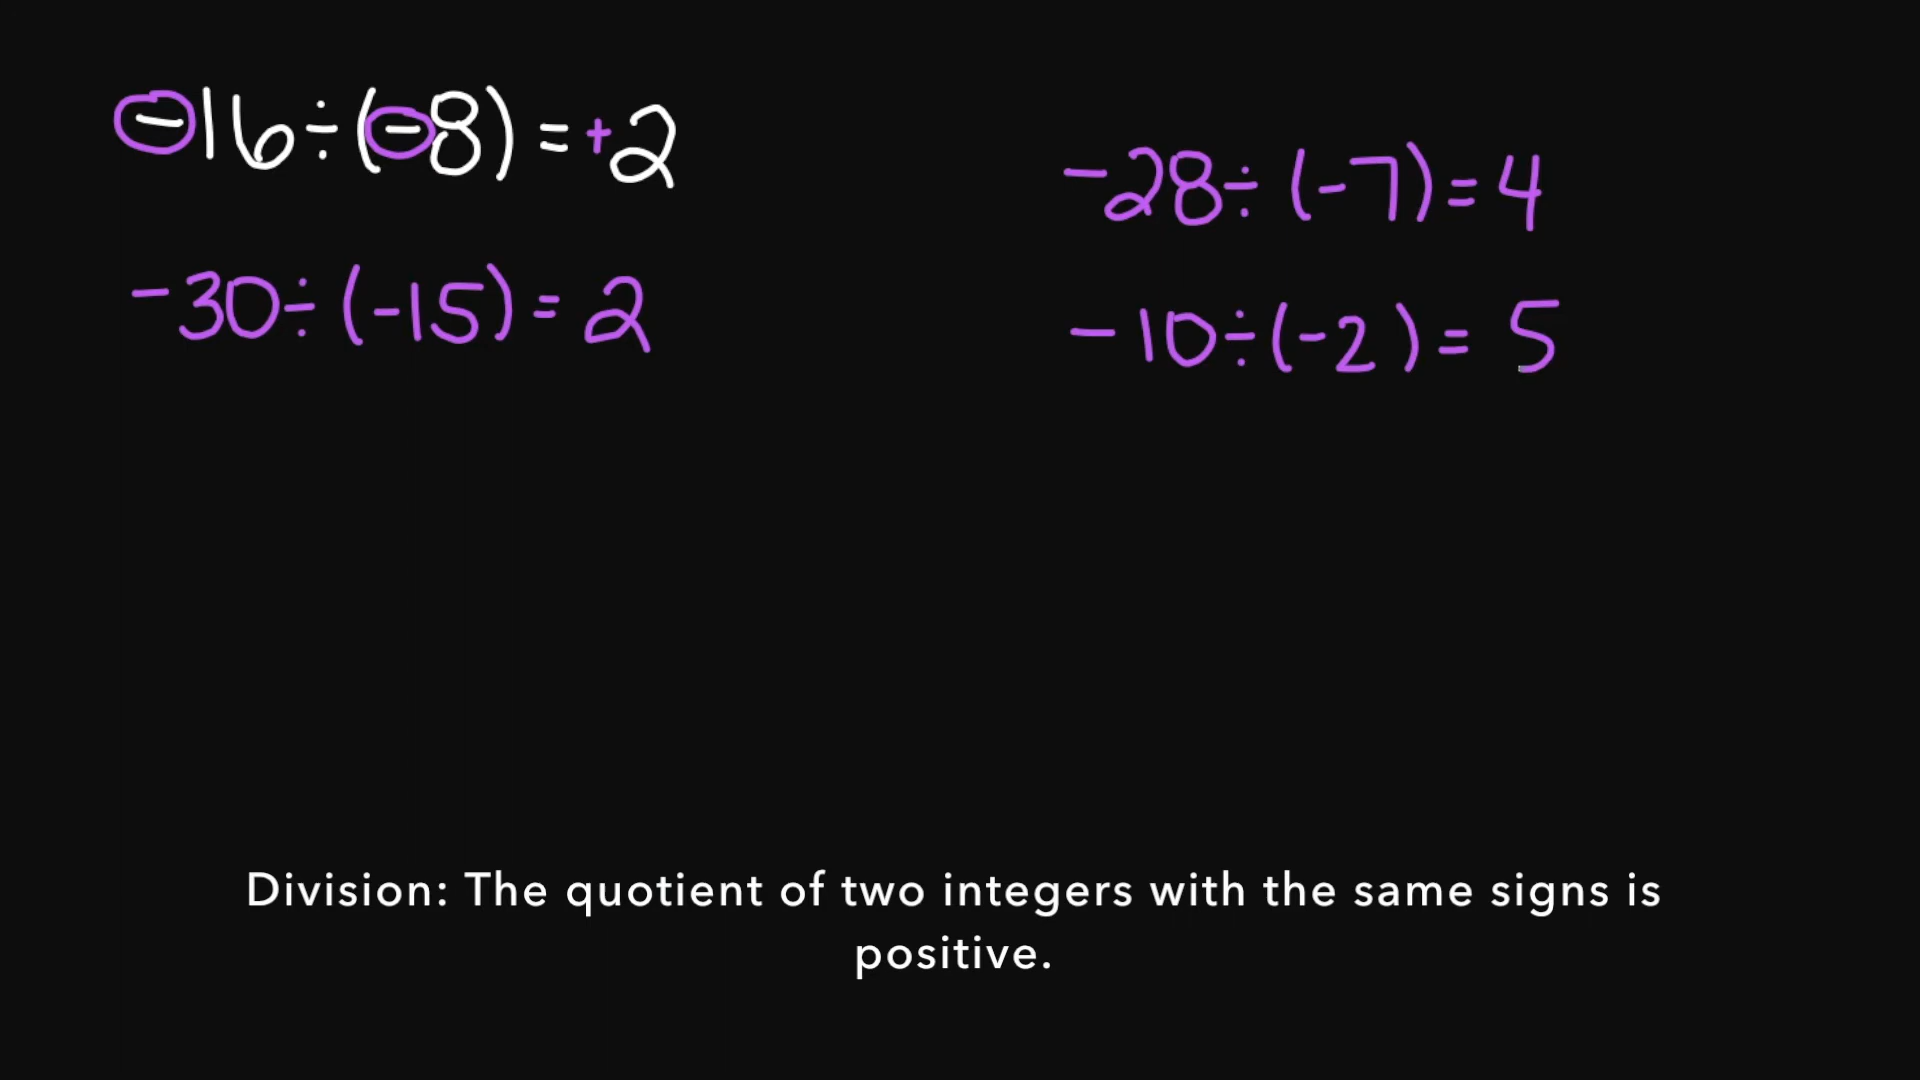 -16÷(-8)=+2
-30÷(-15)=2
-28÷(-7)=4
-10÷(-2)=5
Division: The quotient of two integers with the same signs is
positive.